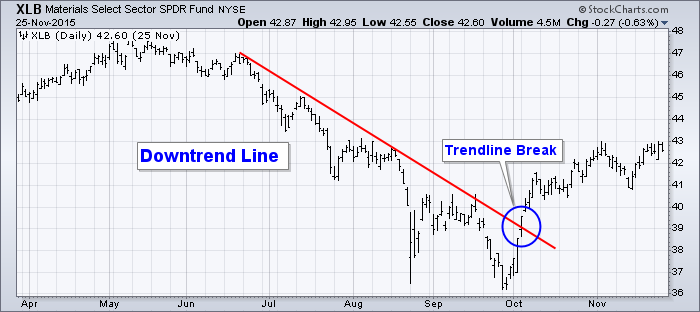 XLB Materials Select Sector SPDR Fund NYSE © StockCharts.com
25-Nov-2015 Open 42.87 High 42.95 Low 42.55 Close 42.60 Volume 4.5M Chg -0.27 (-0.63%)
XLB (Daily) 42.60 (25 Nov)
48
47
46
45
44
43
42
41
40
39
38
37
36
Downtrend Line
Trendline Break
Apr May Jun Jul Aug Sep Oct Nov